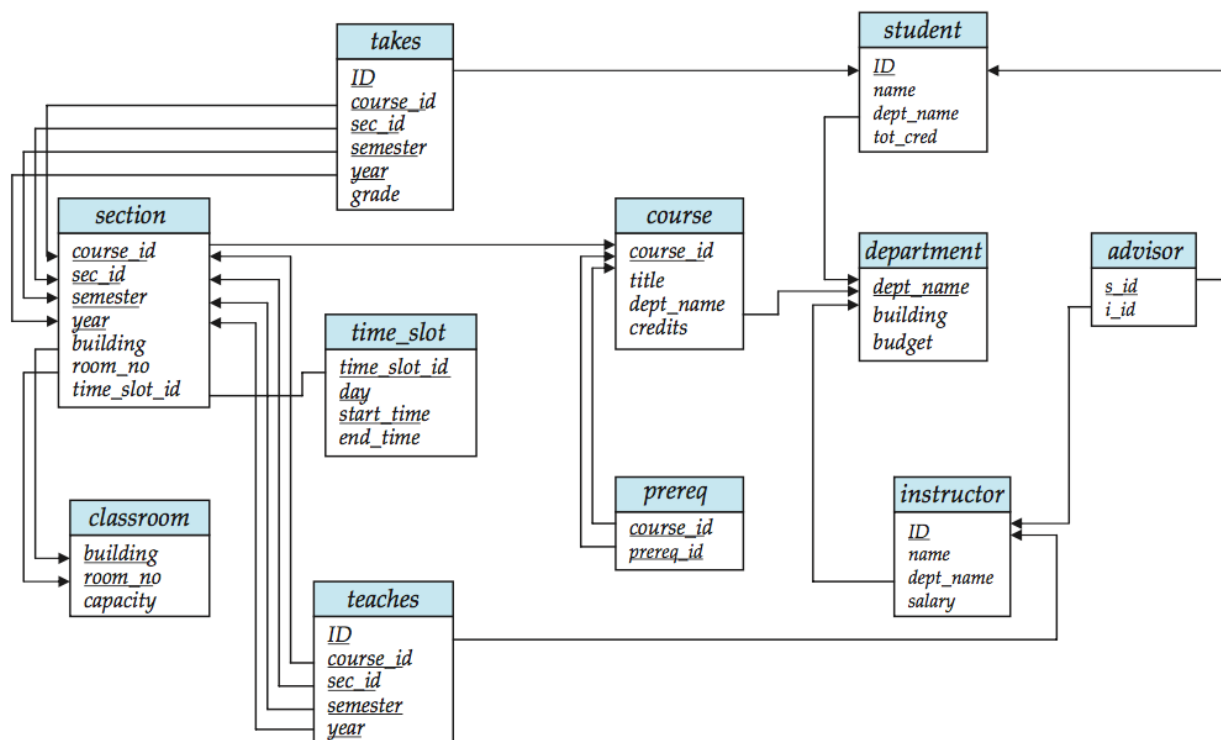 takes
ID
course_id
sec_id
semester
year
grade
student
ID
name
dept_name
tot_cred
section
course_id
sec_id
semester
year
building
room_no
time_slot_id
course
course_id
title
dept_name
credits
department
dept_name
building
budget
advisor
s_id
i_id
time_slot
time_slot_id
day
start_time
end_time
prereq
course_id
prereq_id
instructor
ID
name
dept_name
salary
classroom
building
room_no
capacity
teaches
ID
course_id
sec_id
semester
year